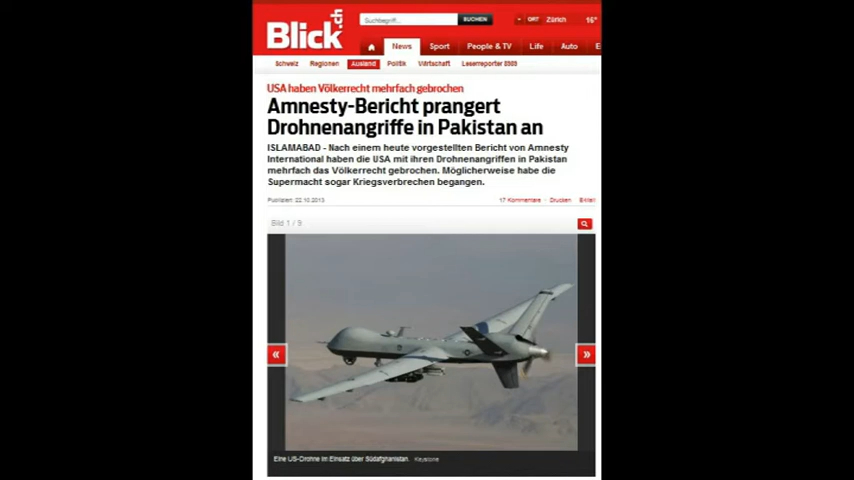 Blick.ch
Suchbegriff...
SUCHEN
ORT Zürich 16°
News Sport People & TV Life Auto E
Schweiz Regionen Ausland Politik Wirtschaft Leserreporter 8989
USA haben Völkerrecht mehrfach gebrochen
Amnesty-Bericht prangert
Drohnenangriffe in Pakistan an
ISLAMABAD - Nach einem heute vorgestellten Bericht von Amnesty
International haben die USA mit ihren Drohnenangriffen in Pakistan
mehrfach das Völkerrecht gebrochen. Möglicherweise habe die
Supermacht sogar Kriegsverbrechen begangen.
Publiziert: 22.10.2013
17 Kommentare Drucken E-Mail
Bild 1 / 9
Eine US-Drohne im Einsatz über Südafghanistan. Keystone